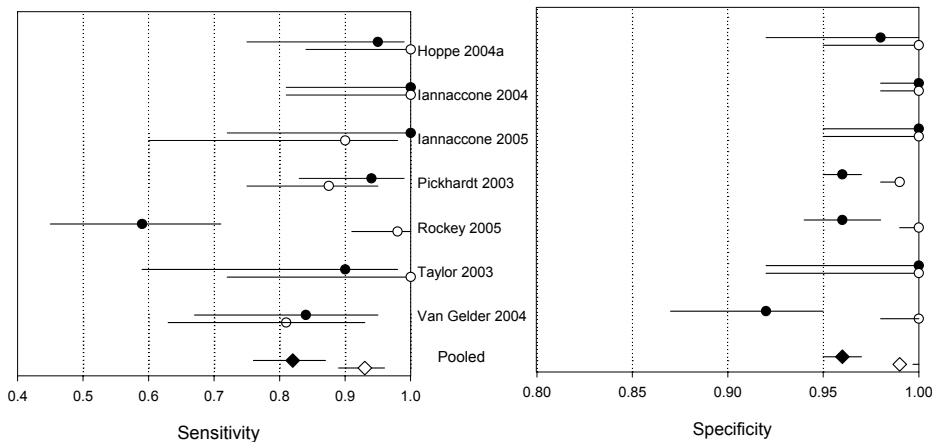 Hoppe 2004a
Iannaccone 2004
Iannaccone 2005
Pickhardt 2003
Rockey 2005
Taylor 2003
Van Gelder 2004
Pooled
0.4 0.5 0.6 0.7 0.8 0.9 1.0
Sensitivity
0.80 0.85 0.90 0.95 1.00
Specificity